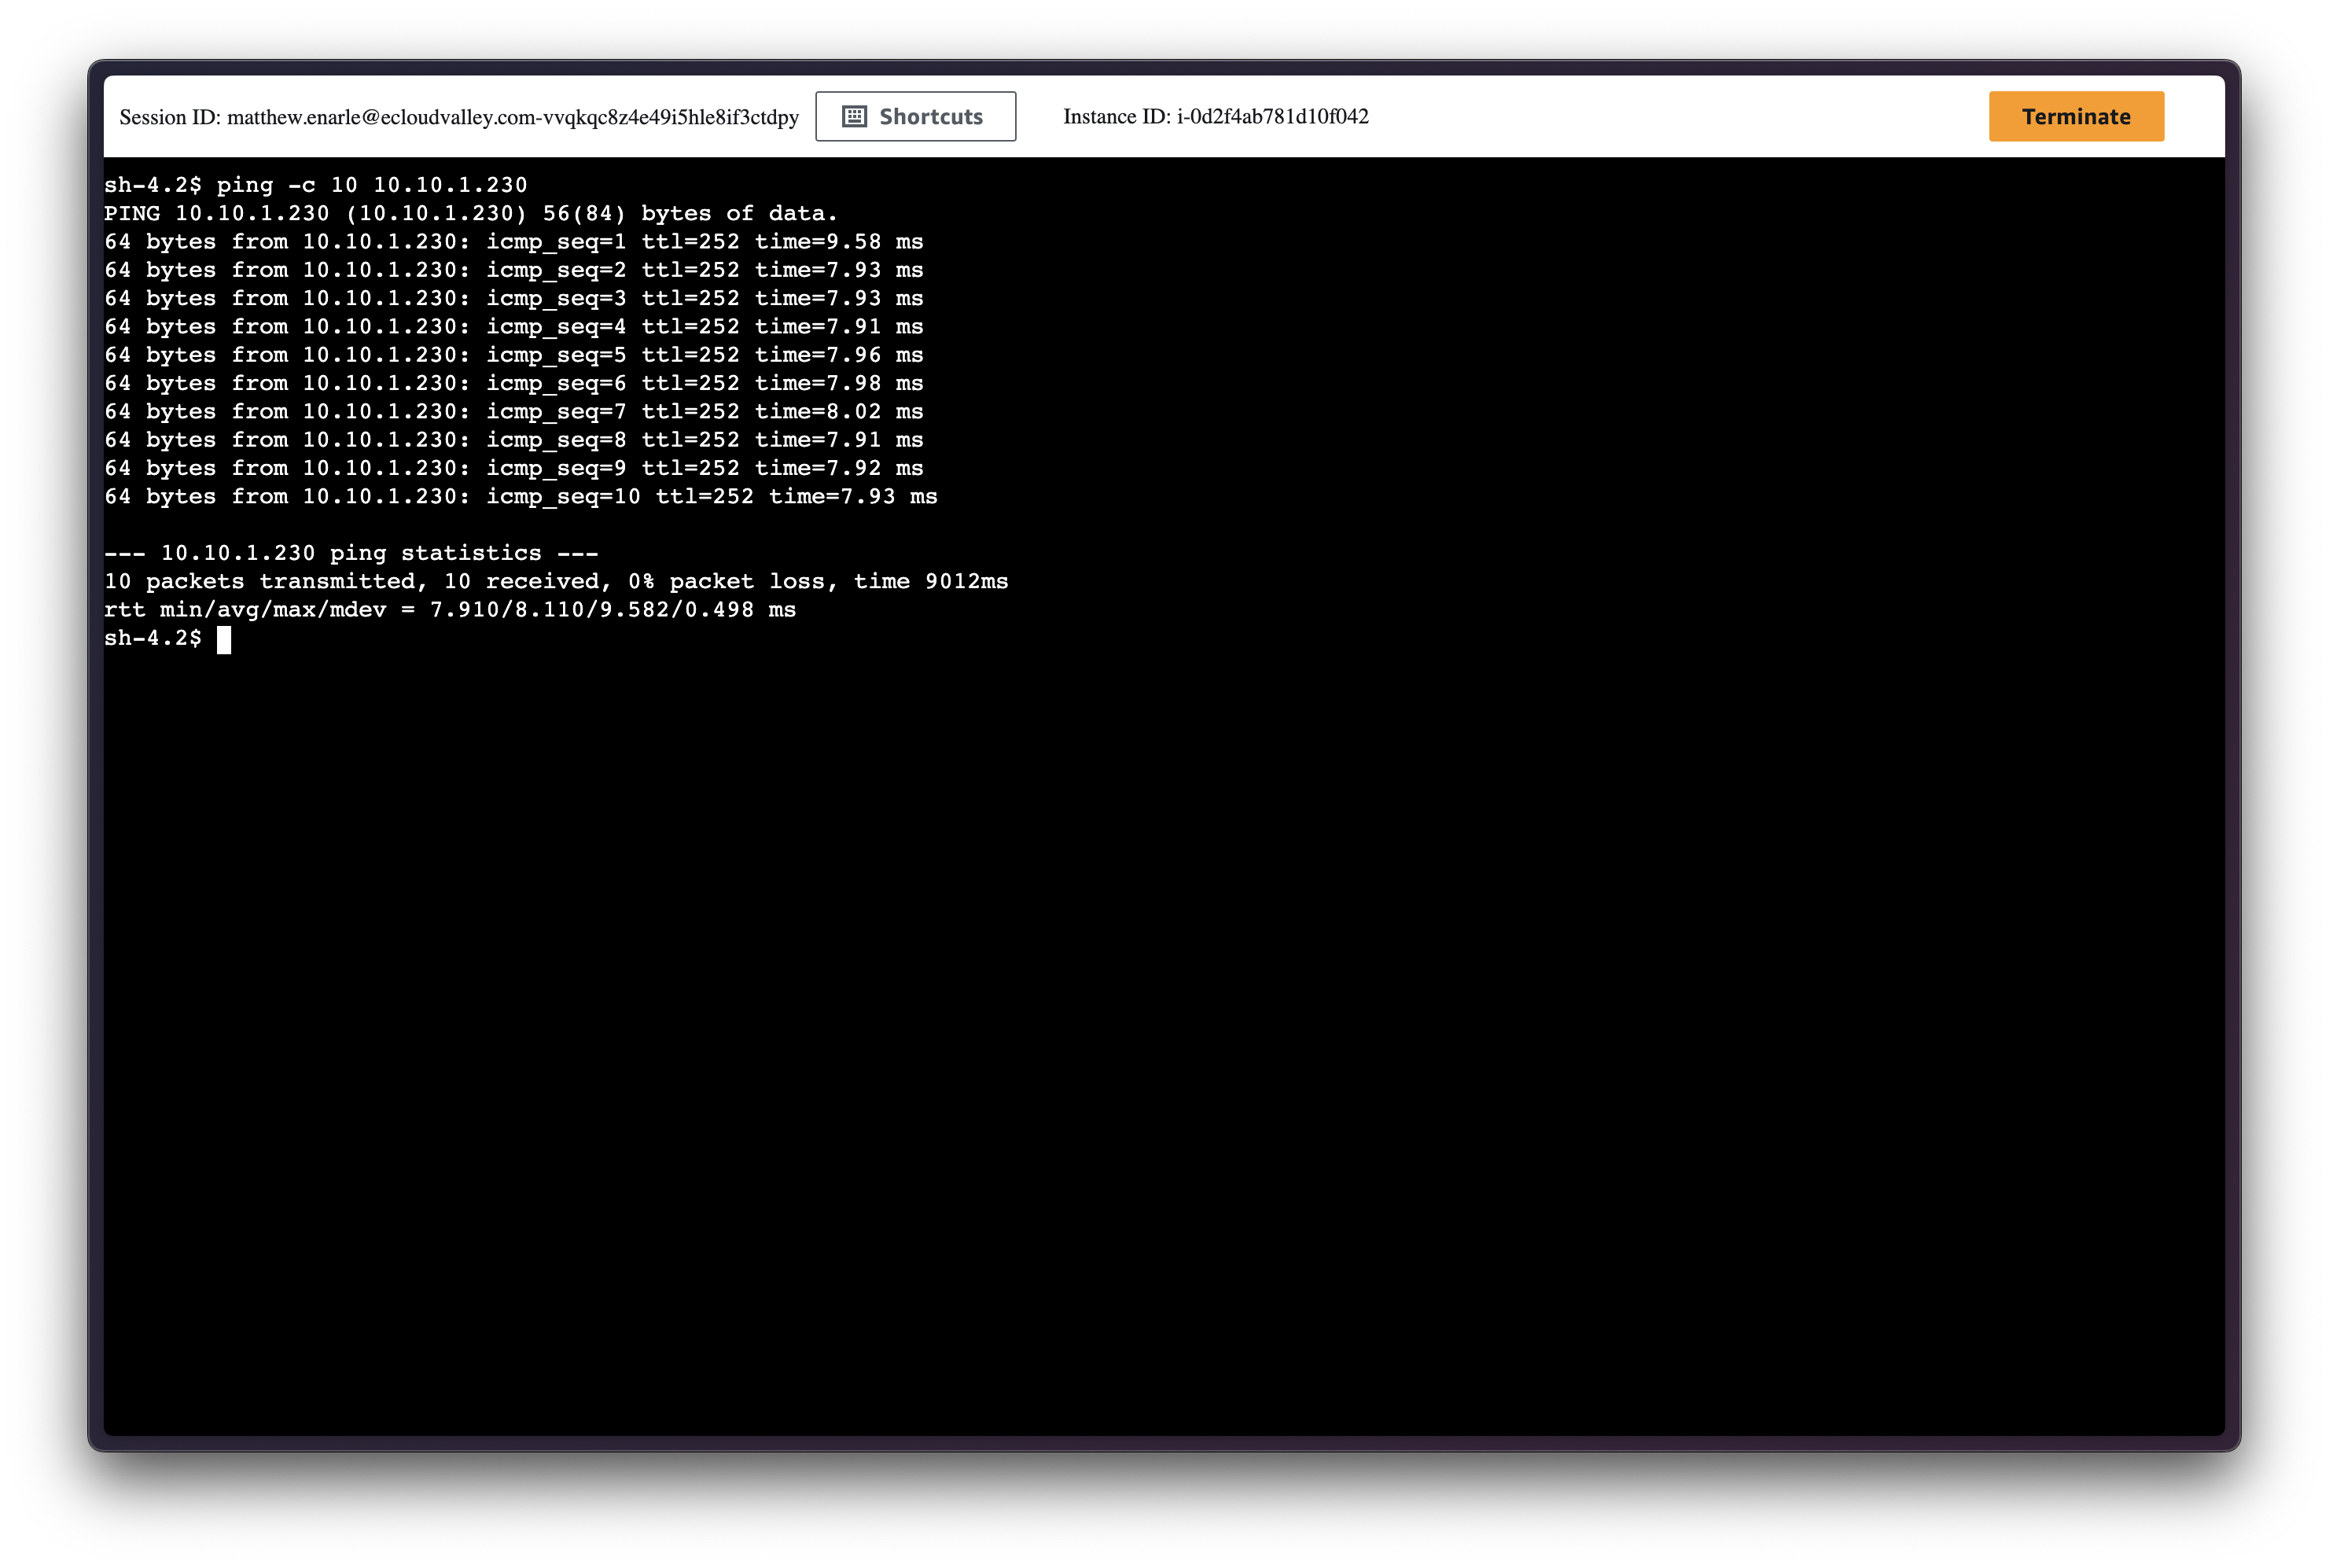 Session ID: matthew.enarle@ecloudvalley.com-vvqkqc8z4e49i5hle8if3ctdpy Shortcuts Instance ID: i-0d2f4ab781d10f042 Terminate
sh-4.2$ ping -c 10 10.10.1.230
PING 10.10.1.230 (10.10.1.230) 56(84) bytes of data.
64 bytes from 10.10.1.230: icmp_seq=1 ttl=252 time=9.58 ms
64 bytes from 10.10.1.230: icmp_seq=2 ttl=252 time=7.93 ms
64 bytes from 10.10.1.230: icmp_seq=3 ttl=252 time=7.93 ms
64 bytes from 10.10.1.230: icmp_seq=4 ttl=252 time=7.91 ms
64 bytes from 10.10.1.230: icmp_seq=5 ttl=252 time=7.96 ms
64 bytes from 10.10.1.230: icmp_seq=6 ttl=252 time=7.98 ms
64 bytes from 10.10.1.230: icmp_seq=7 ttl=252 time=8.02 ms
64 bytes from 10.10.1.230: icmp_seq=8 ttl=252 time=7.91 ms
64 bytes from 10.10.1.230: icmp_seq=9 ttl=252 time=7.92 ms
64 bytes from 10.10.1.230: icmp_seq=10 ttl=252 time=7.93 ms
--- 10.10.1.230 ping statistics ---
10 packets transmitted, 10 received, 0% packet loss, time 9012ms
rtt min/avg/max/mdev = 7.910/8.110/9.582/0.498 ms
sh-4.2$